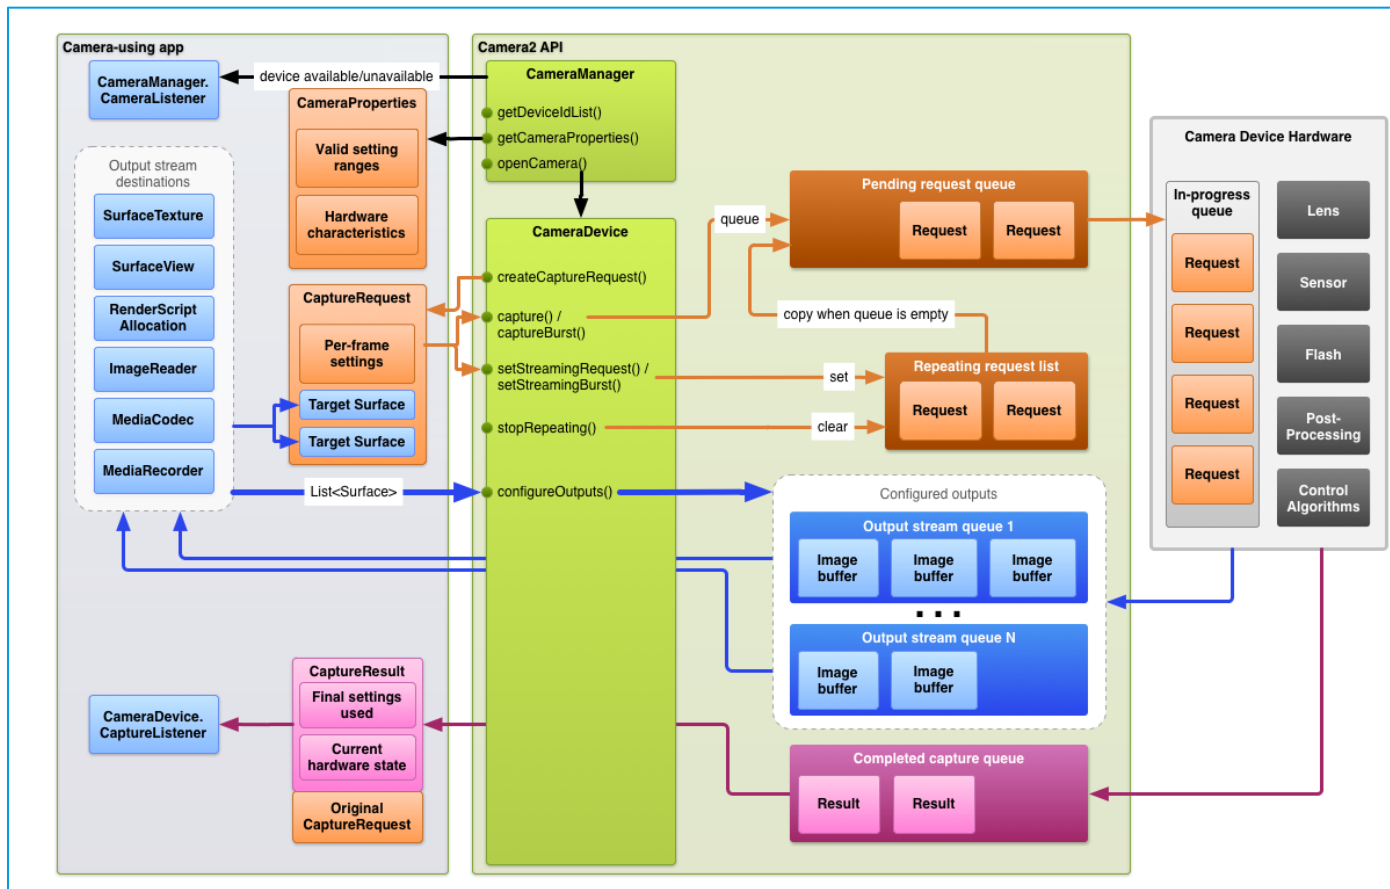 Camera-using app
CameraManager.
CameraListener
device available/unavailable
CameraProperties
Valid setting
ranges
Hardware
characteristics
Output stream
destinations
SurfaceTexture
SurfaceView
RenderScript
Allocation
ImageReader
MediaCodec
MediaRecorder
CaptureRequest
Per-frame
settings
Target Surface
Target Surface
List<Surface>
CaptureResult
Final settings
used
Current
hardware state
Original
CaptureRequest
CameraDevice.
CaptureListener
Camera2 API
CameraManager
getDeviceIdList()
getCameraProperties()
openCamera()
CameraDevice
createCaptureRequest()
capture() /
captureBurst()
setStreamingRequest() /
setStreamingBurst()
stopRepeating()
configureOutputs()
queue
Pending request queue
Request
Request
copy when queue is empty
set
clear
Repeating request list
Request
Request
Configured outputs
Output stream queue 1
Image
buffer
Image
buffer
Image
buffer
...
Output stream queue N
Image
buffer
Image
buffer
Completed capture queue
Result
Result
Camera Device Hardware
In-progress
queue
Request
Request
Request
Request
Lens
Sensor
Flash
Post-
Processing
Control
Algorithms